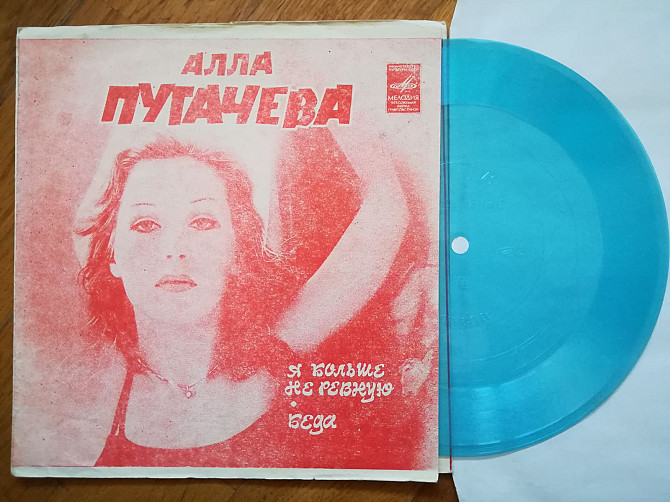 АЛЛА
ПУГАЧЕВА
МЕЛОДИЯ
Я БОЛЬШЕ
НЕ РЕВНУЮ
•
БЕДА